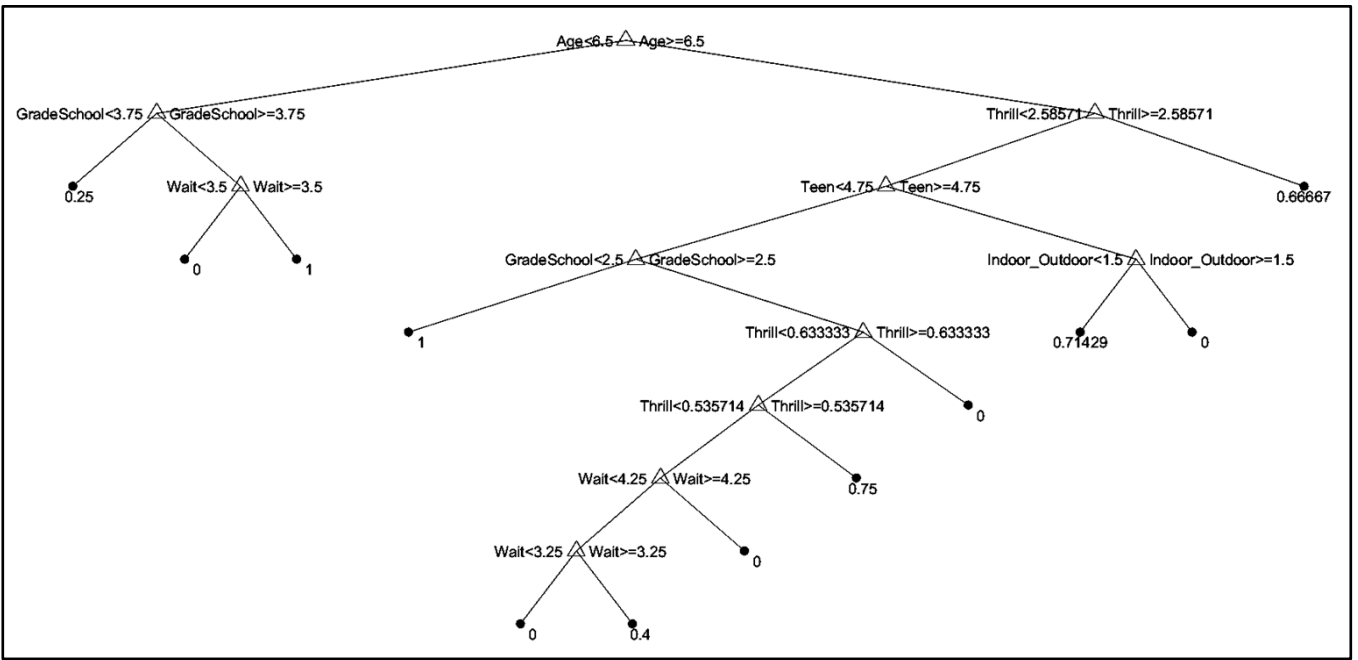 Age<6.5 Age>=6.5
GradeSchool<3.75 GradeSchool>=3.75
Thrill<2.58571 Thrill>=2.58571
0.25
Wait<3.5 Wait>=3.5
Teen<4.75 Teen>=4.75
0.66667
0
1
GradeSchool<2.5 GradeSchool>=2.5
Indoor_Outdoor<1.5 Indoor_Outdoor>=1.5
1
Thrill<0.633333 Thrill>=0.633333
0.71429
0
Thrill<0.535714 Thrill>=0.535714
0
Wait<4.25 Wait>=4.25
0.75
Wait<3.25 Wait>=3.25
0
0
0.4